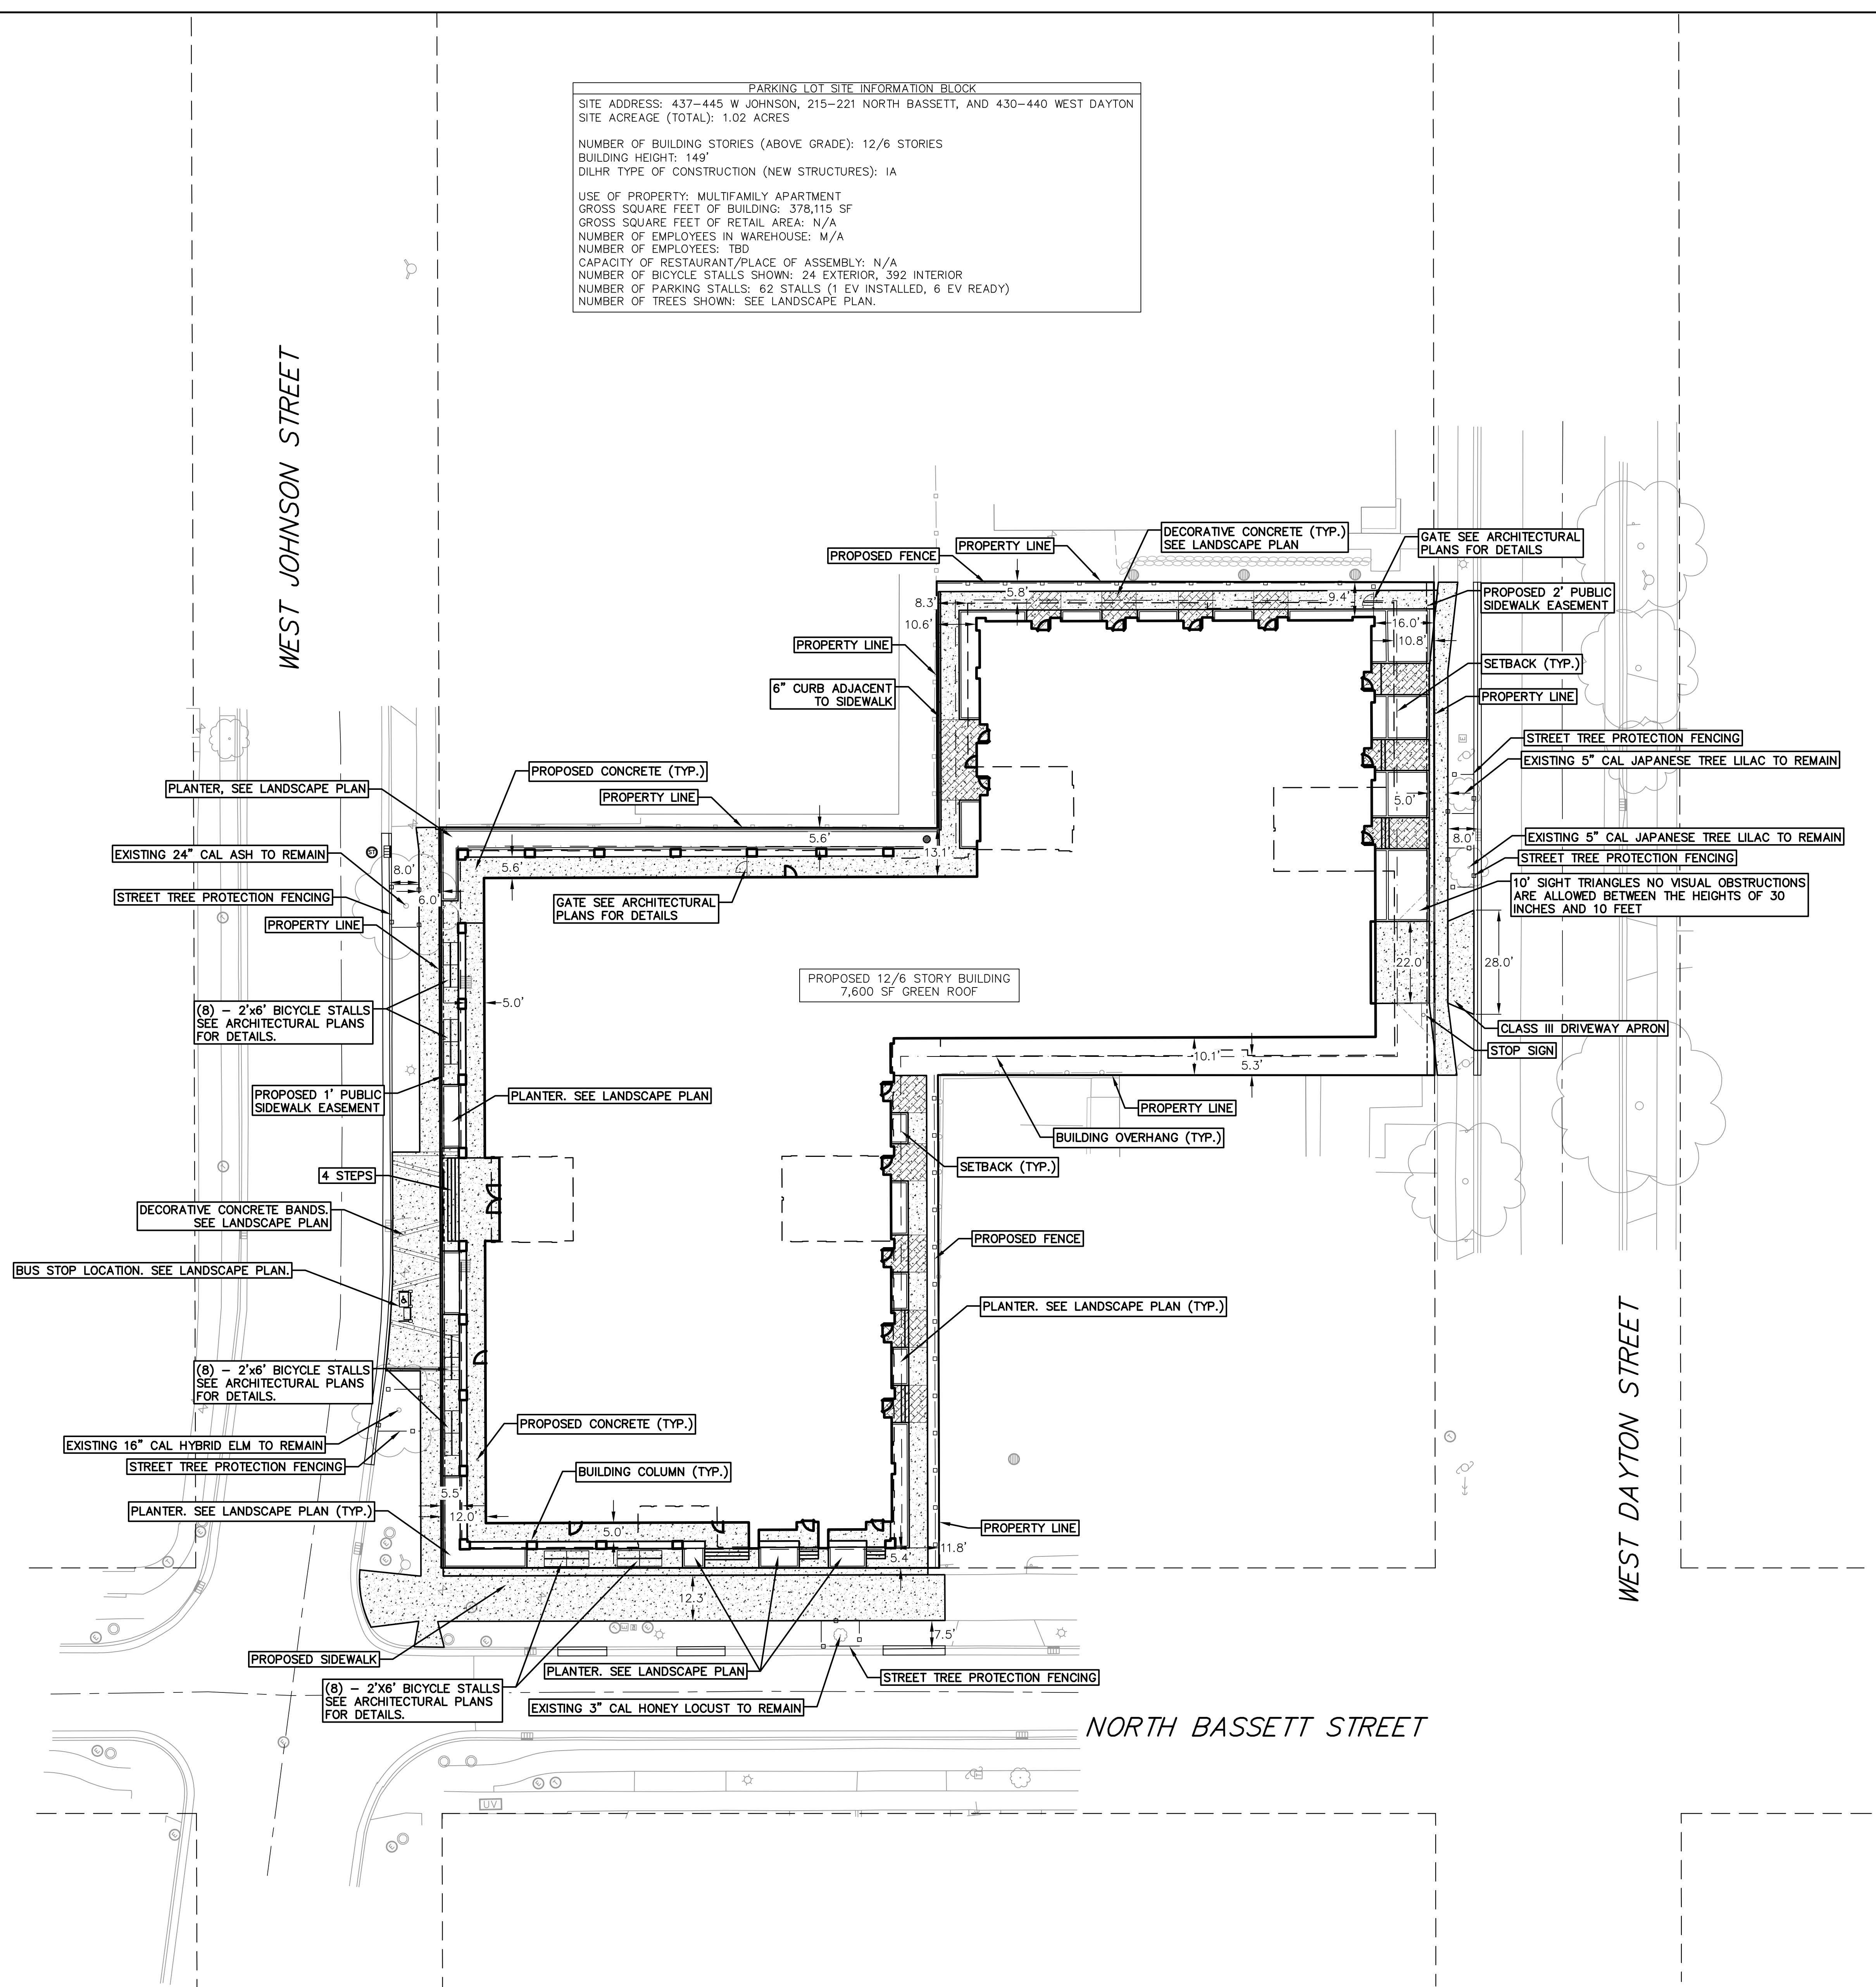 PARKING LOT SITE INFORMATION BLOCK
SITE ADDRESS: 437-445 W JOHNSON, 215-221 NORTH BASSETT, AND 430-440 WEST DAYTON
SITE ACREAGE (TOTAL): 1.02 ACRES
NUMBER OF BUILDING STORIES (ABOVE GRADE): 12/6 STORIES
BUILDING HEIGHT: 149'
DILHR TYPE OF CONSTRUCTION (NEW STRUCTURES): IA
USE OF PROPERTY: MULTIFAMILY APARTMENT
GROSS SQUARE FEET OF BUILDING: 378,115 SF
GROSS SQUARE FEET OF RETAIL AREA: N/A
NUMBER OF EMPLOYEES IN WAREHOUSE: M/A
NUMBER OF EMPLOYEES: TBD
CAPACITY OF RESTAURANT/PLACE OF ASSEMBLY: N/A
NUMBER OF BICYCLE STALLS SHOWN: 24 EXTERIOR, 392 INTERIOR
NUMBER OF PARKING STALLS: 62 STALLS (1 EV INSTALLED, 6 EV READY)
NUMBER OF TREES SHOWN: SEE LANDSCAPE PLAN.
WEST JOHNSON STREET
DECORATIVE CONCRETE (TYP.)
SEE LANDSCAPE PLAN
GATE SEE ARCHITECTURAL
PLANS FOR DETAILS
PROPERTY LINE
PROPOSED FENCE
5.8'
9.4'
8.3'
10.6'
PROPOSED 2' PUBLIC
SIDEWALK EASEMENT
16.0'
10.8'
PROPERTY LINE
SETBACK (TYP.)
6" CURB ADJACENT
TO SIDEWALK
PROPERTY LINE
STREET TREE PROTECTION FENCING
EXISTING 5" CAL JAPANESE TREE LILAC TO REMAIN
PROPOSED CONCRETE (TYP.)
PLANTER, SEE LANDSCAPE PLAN
PROPERTY LINE
5.0'
8.0'
5.6'
13.1'
5.6
EXISTING 5" CAL JAPANESE TREE LILAC TO REMAIN
STREET TREE PROTECTION FENCING
EXISTING 24" CAL ASH TO REMAIN
ST
8.0'
6.0'
STREET TREE PROTECTION FENCING
10' SIGHT TRIANGLES NO VISUAL OBSTRUCTIONS
ARE ALLOWED BETWEEN THE HEIGHTS OF 30
INCHES AND 10 FEET
GATE SEE ARCHITECTURAL
PLANS FOR DETAILS
PROPERTY LINE
22.0'
28.0'
PROPOSED 12/6 STORY BUILDING
7,600 SF GREEN ROOF
5.0'
(8) - 2'x6' BICYCLE STALLS
SEE ARCHITECTURAL PLANS
FOR DETAILS.
CLASS III DRIVEWAY APRON
STOP SIGN
10.1'
5.3'
PROPOSED 1' PUBLIC
SIDEWALK EASEMENT
PLANTER. SEE LANDSCAPE PLAN
PROPERTY LINE
BUILDING OVERHANG (TYP.)
SETBACK (TYP.)
4 STEPS
DECORATIVE CONCRETE BANDS.
SEE LANDSCAPE PLAN
PROPOSED FENCE
BUS STOP LOCATION. SEE LANDSCAPE PLAN.
PLANTER. SEE LANDSCAPE PLAN (TYP.)
(8) - 2'x6' BICYCLE STALLS
SEE ARCHITECTURAL PLANS
FOR DETAILS.
PROPOSED CONCRETE (TYP.)
EXISTING 16" CAL HYBRID ELM TO REMAIN
STREET TREE PROTECTION FENCING
BUILDING COLUMN (TYP.)
5.5'
12.0'
PLANTER. SEE LANDSCAPE PLAN (TYP.)
5.0'
PROPERTY LINE
11.8'
5.4'
12.3'
7.5'
WEST DAYTON STREET
PROPOSED SIDEWALK
PLANTER. SEE LANDSCAPE PLAN
STREET TREE PROTECTION FENCING
(8) - 2'X6' BICYCLE STALLS
SEE ARCHITECTURAL PLANS
FOR DETAILS.
EXISTING 3" CAL HONEY LOCUST TO REMAIN
NORTH BASSETT STREET
UV